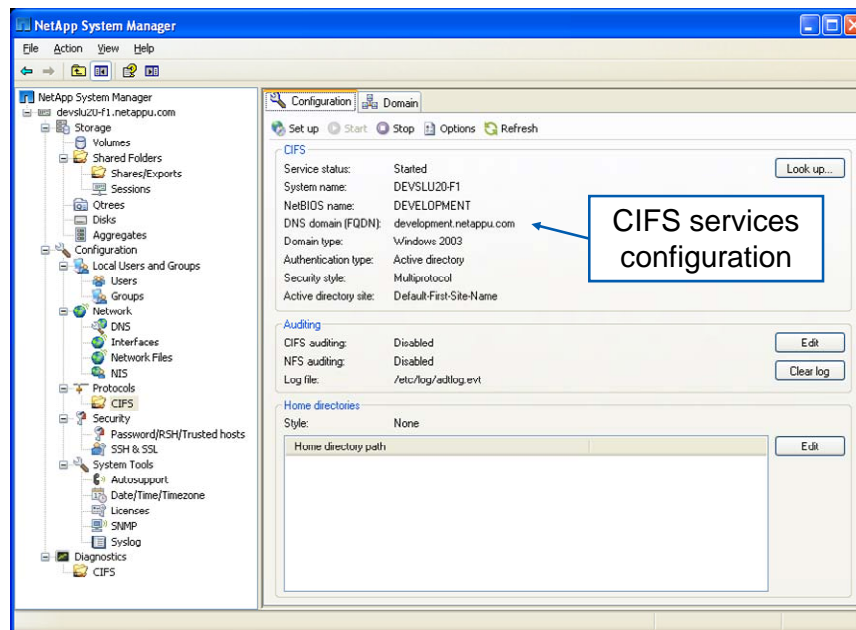 NetApp System Manager
File Action View Help
NetApp System Manager
devslu20-f1.netappu.com
Storage
Volumes
Shared Folders
Shares/Exports
Sessions
Qtrees
Disks
Aggregates
Configuration
Local Users and Groups
Users
Groups
Network
DNS
Interfaces
Network Files
NIS
Protocols
CIFS
Security
Password/RSH/Trusted hosts
SSH & SSL
System Tools
Autosupport
Date/Time/Timezone
Licenses
SNMP
Syslog
Diagnostics
CIFS
Configuration Domain
Set up Start Stop Options Refresh
CIFS
Service status: Started Look up...
System name: DEVSLU20-F1
NetBIOS name: DEVELOPMENT
DNS domain (FQDN): development.netappu.com
Domain type: Windows 2003
Authentication type: Active directory
Security style: Multiprotocol
Active directory site: Default-First-Site-Name
CIFS services
configuration
Auditing
CIFS auditing: Disabled Edit
NFS auditing: Disabled
Log file: /etc/log/adtlog.evt Clear log
Home directories
Style: None
Home directory path Edit